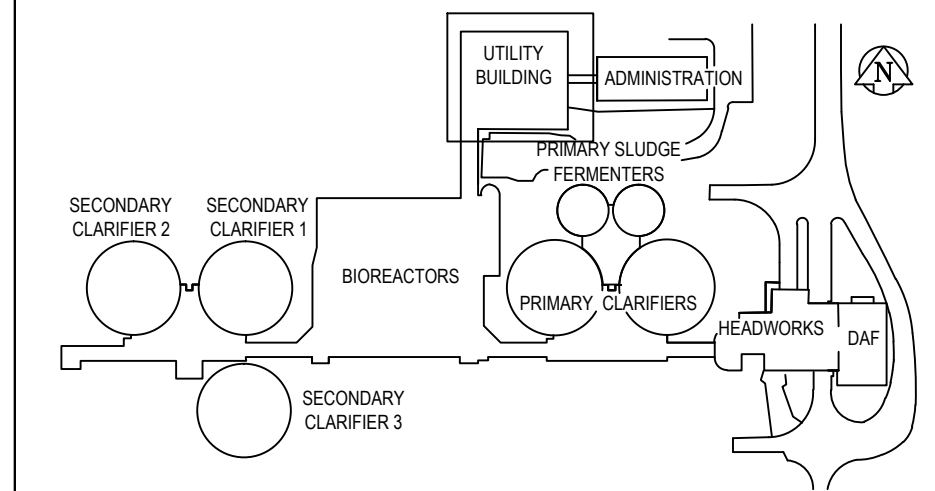 UTILITY
BUILDING
ADMINISTRATION
N
PRIMARY SLUDGE
FERMENTERS
SECONDARY
CLARIFIER 2
SECONDARY
CLARIFIER 1
BIOREACTORS
PRIMARY CLARIFIERS
HEADWORKS
DAF
SECONDARY
CLARIFIER 3